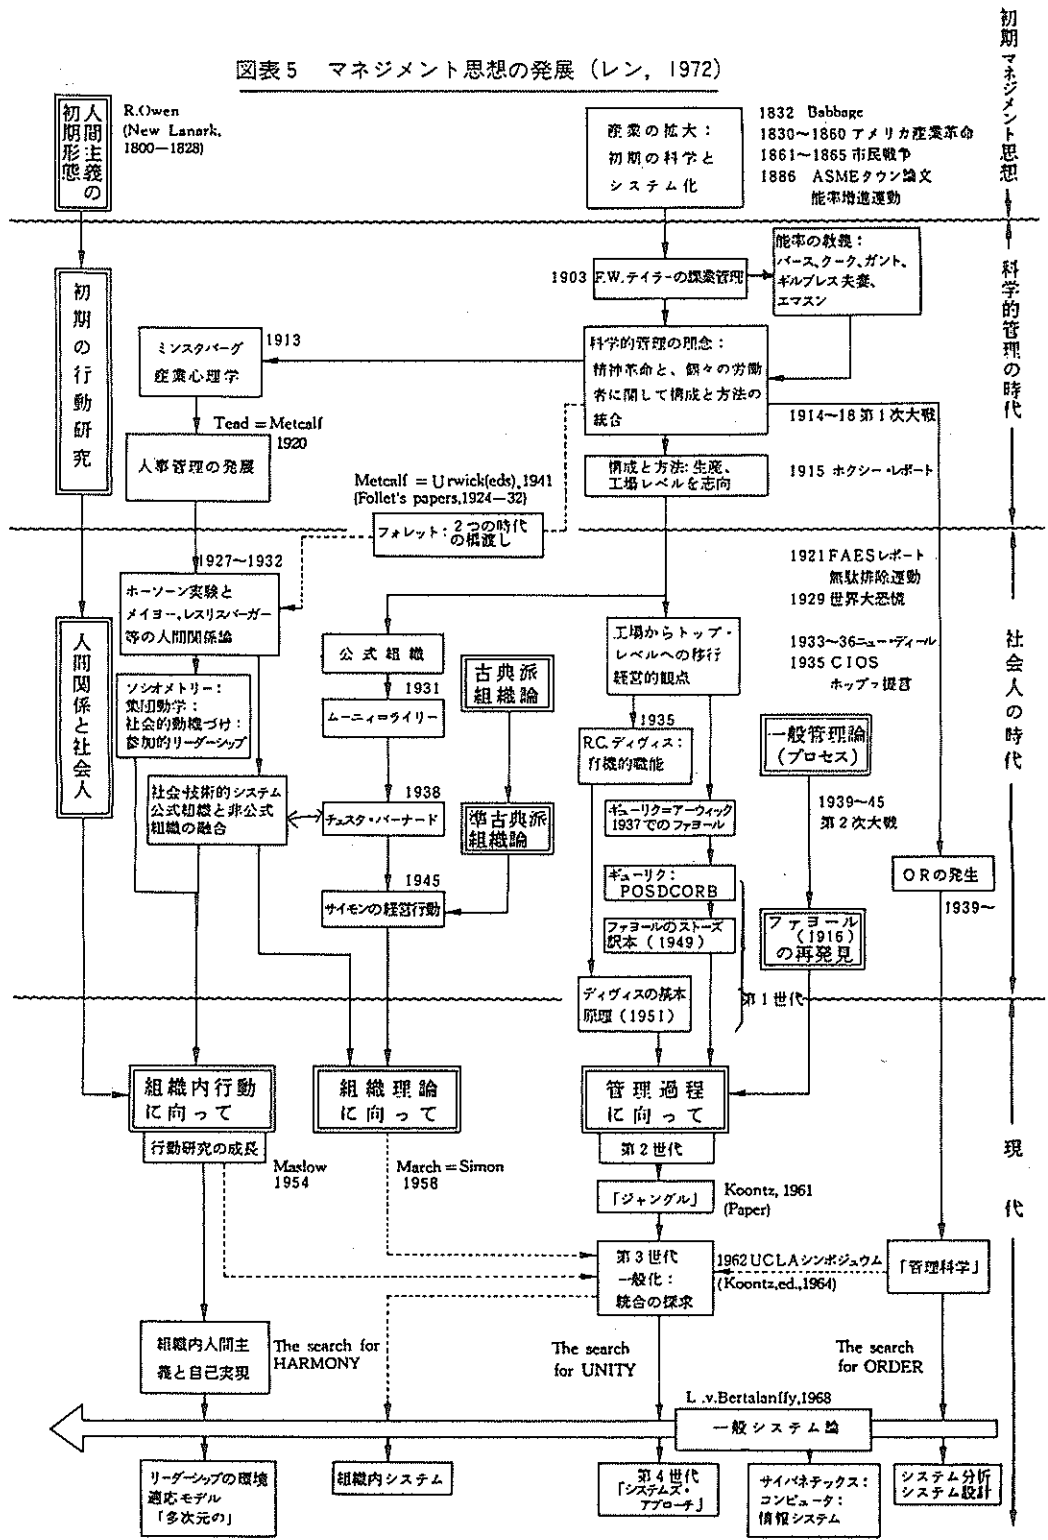 図表5 マネジメント思想の発展(レン, 1972)
初期マネジメント思想
人間主義の
初期形態
R.Owen
(New Lanark,
1800―1828)
産業の拡大:
初期の科学と
システム化
1832 Babbage
1830~1860 アメリカ産業革命
1861~1865 市民戦争
1886 ASMEタウン論文
能率増進運動
科学的管理の時代
初期の行動研究
1903
F.W.テイラーの課業管理
能率の教義:
バース、クーク、ガント、
ギルブレス夫妻、
エマスン
ミンスタバーグ
産業心理学
1913
科学的管理の理念:
精神革命と、個々の労働
者に関して構成と方法の
統合
1914~18 第1次大戦
Tead=Metcalf
1920
人事管理の発展
構成と方法:生産、
工場レベルを志向
1915 ホクシー・レポート
Metcalf=Urwick(eds),1941
(Follet's papers,1924―32)
フォレット:2つの時代
の橋渡し
社会人の時代
人間関係と社会人
1927~1932
ホーソーン実験と
メイヨー、レスリスバーガー
等の人間関係論
1921 FAESレポート
無駄排除運動
1929 世界大恐慌
1933~36 ニュー・ディール
1935 CIOS
ホップァ提言
公式組織
古典派
組織論
工場からトップ・
レベルへの移行
経営的観点
1931
ムーニィ=ライリー
ソシオメトリー:
集団動学:
社会的動機づけ:
参加的リーダーシップ
1935
R.C.ディヴィス:
有機的職能
一般管理論
(プロセス)
社会・技術的システム
公式組織と非公式
組織の融合
1938
チェスタ・バーナード
準古典派
組織論
ギューリク=アーウィック
1937でのファヨール
1939~45
第2次大戦
ギューリク:
POSDCORB
ORの発生
1939~
1945
サイモンの経営行動
ファヨールのストーズ
訳本(1949)
ファヨール
(1916)
の再発見
ディヴィスの基本
原理(1951)
第1世代
現代
組織内行動
に向って
行動研究の成長
組織理論
に向って
管理過程
に向って
第2世代
Maslow
1954
March=Simon
1958
「ジャングル」
Koontz, 1961
(Paper)
第3世代
一般化:
統合の探求
1962 UCLAシンポジュウム
(Koontz,ed.,1964)
「管理科学」
組織内人間主
義と自己実現
The search for
HARMONY
The search
for UNITY
The search
for ORDER
L.v.Bertalanffy,1968
一般システム論
リーダーシップの環境
適応モデル
「多次元の」
組織内システム
第4世代
「システムズ・
アプローチ」
サイバネテックス:
コンピュータ:
情報システム
システム分析
システム設計